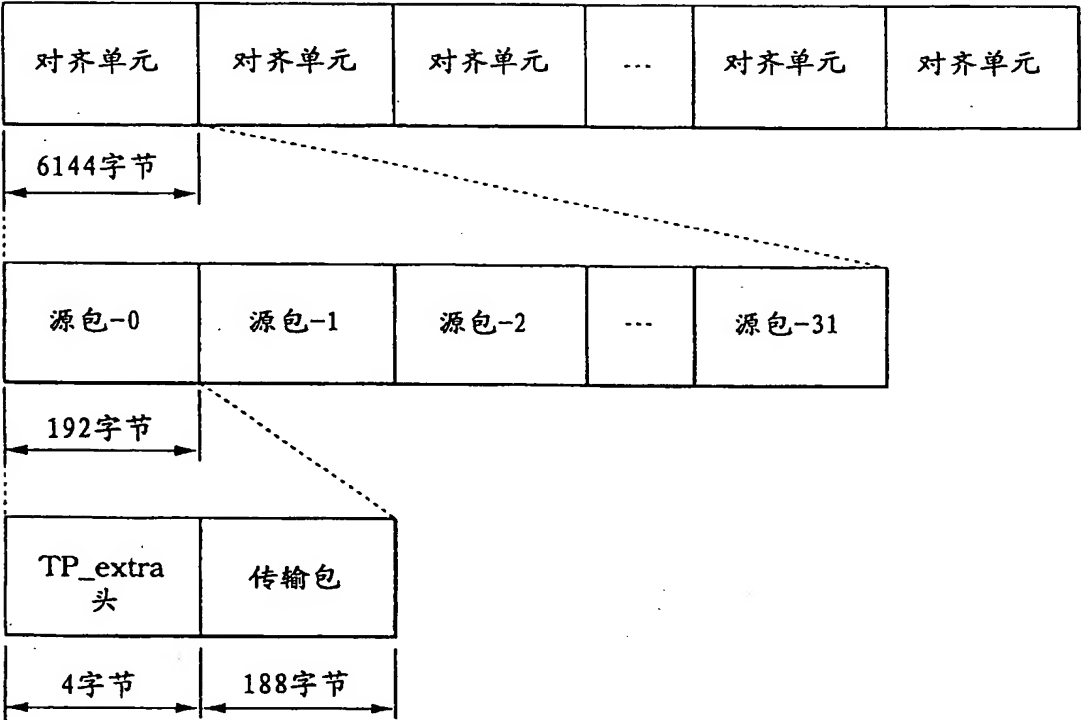 对齐单元 对齐单元 对齐单元 ... 对齐单元 对齐单元
6144字节
源包-0 源包-1 源包-2 ... 源包-31
192字节
TP_extra
头
传输包
4字节 188字节